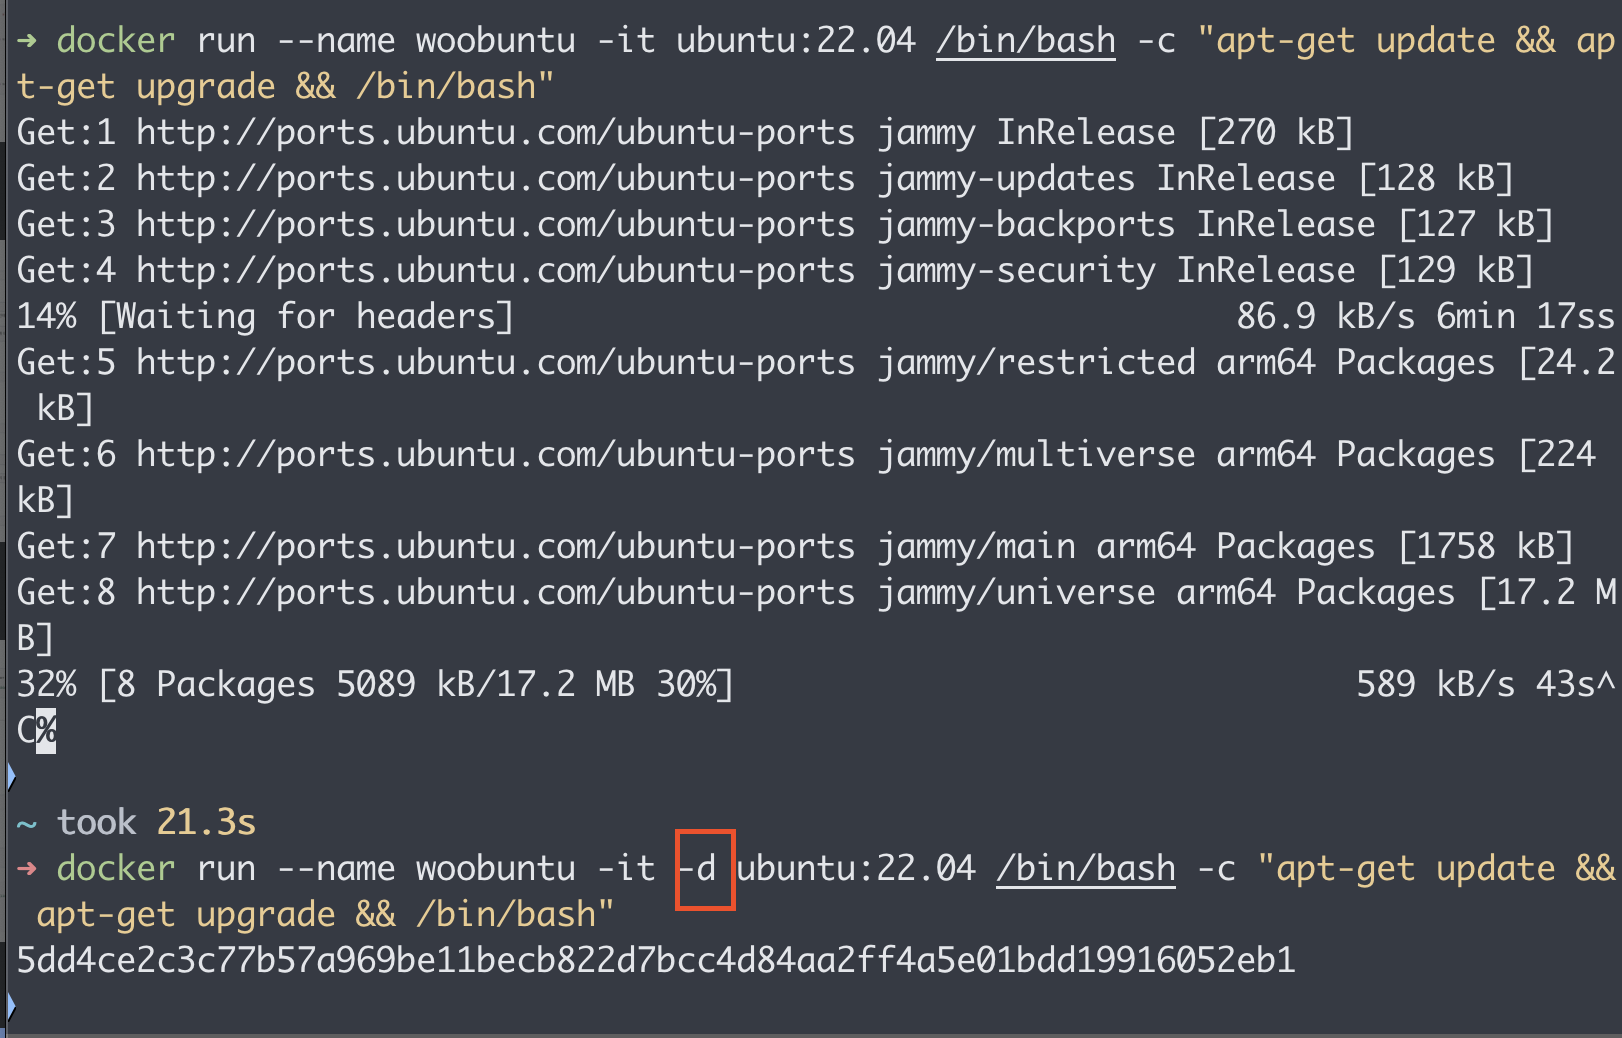 → docker run --name woobuntu -it ubuntu:22.04 /bin/bash -c "apt-get update && ap
t-get upgrade && /bin/bash"
Get:1 http://ports.ubuntu.com/ubuntu-ports jammy InRelease [270 kB]
Get:2 http://ports.ubuntu.com/ubuntu-ports jammy-updates InRelease [128 kB]
Get:3 http://ports.ubuntu.com/ubuntu-ports jammy-backports InRelease [127 kB]
Get:4 http://ports.ubuntu.com/ubuntu-ports jammy-security InRelease [129 kB]
14% [Waiting for headers] 86.9 kB/s 6min 17ss
Get:5 http://ports.ubuntu.com/ubuntu-ports jammy/restricted arm64 Packages [24.2
kB]
Get:6 http://ports.ubuntu.com/ubuntu-ports jammy/multiverse arm64 Packages [224
kB]
Get:7 http://ports.ubuntu.com/ubuntu-ports jammy/main arm64 Packages [1758 kB]
Get:8 http://ports.ubuntu.com/ubuntu-ports jammy/universe arm64 Packages [17.2 M
B]
32% [8 Packages 5089 kB/17.2 MB 30%] 589 kB/s 43s^
C%
~ took 21.3s
→ docker run --name woobuntu -it -d ubuntu:22.04 /bin/bash -c "apt-get update &&
apt-get upgrade && /bin/bash"
5dd4ce2c3c77b57a969be11becb822d7bcc4d84aa2ff4a5e01bdd19916052eb1